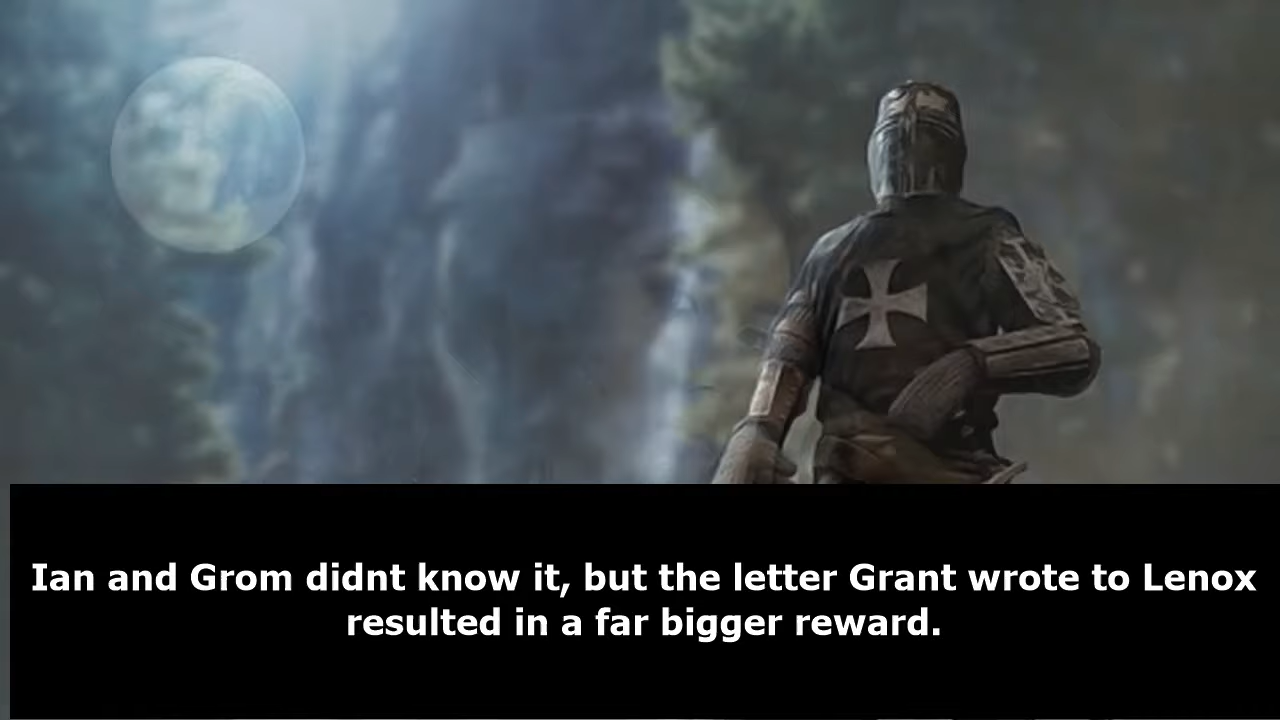 Ian and Grom didnt know it, but the letter Grant wrote to Lenox
resulted in a far bigger reward.